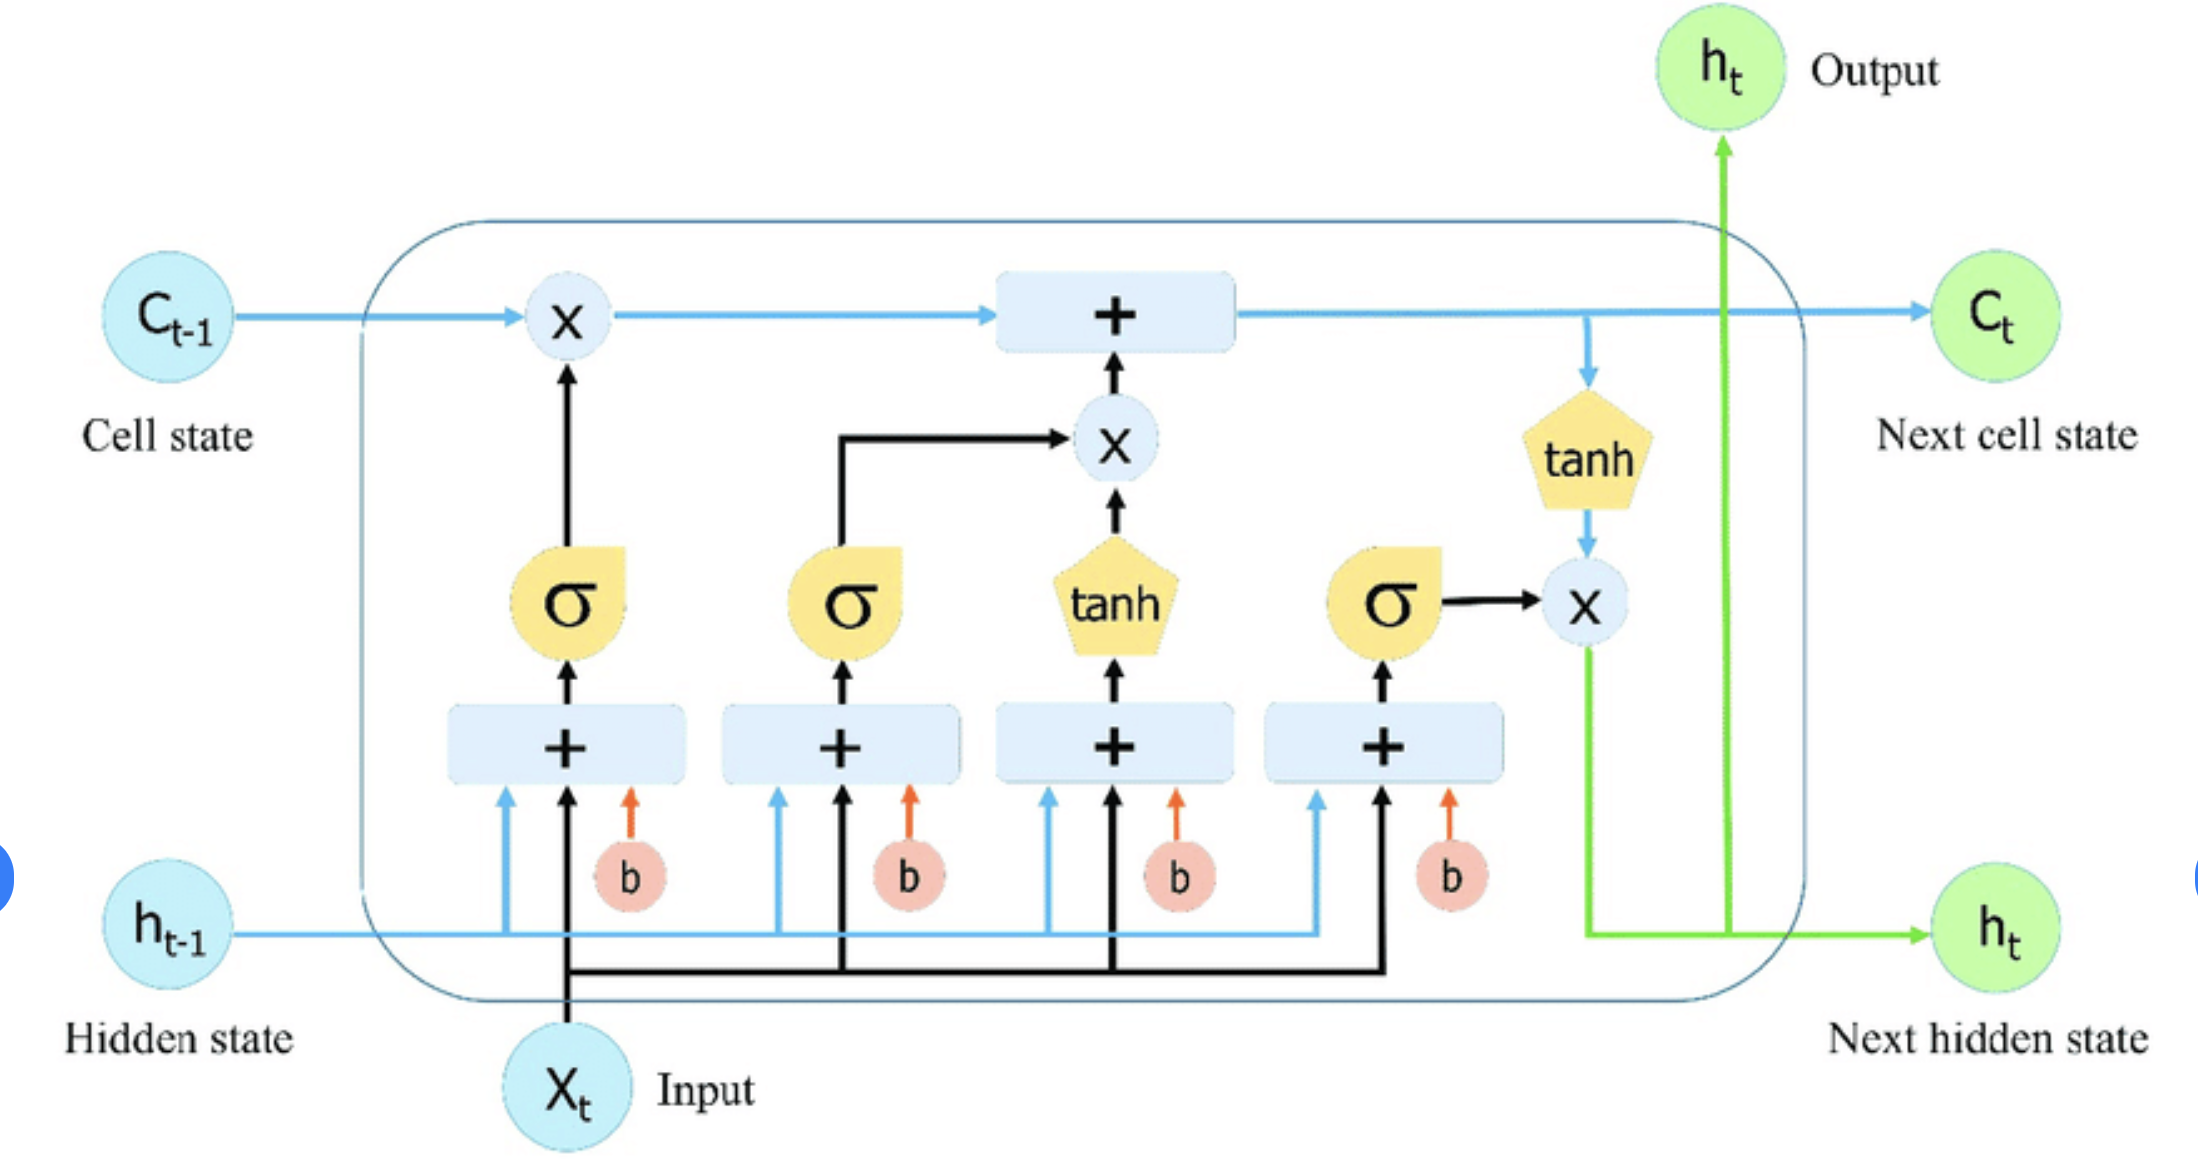 hₜ Output
Cₜ₋₁ x + Cₜ
Cell state x tanh Next cell state
σ σ tanh σ x
+ + + +
b b b b
hₜ₋₁ hₜ
Hidden state Next hidden state
Xₜ Input